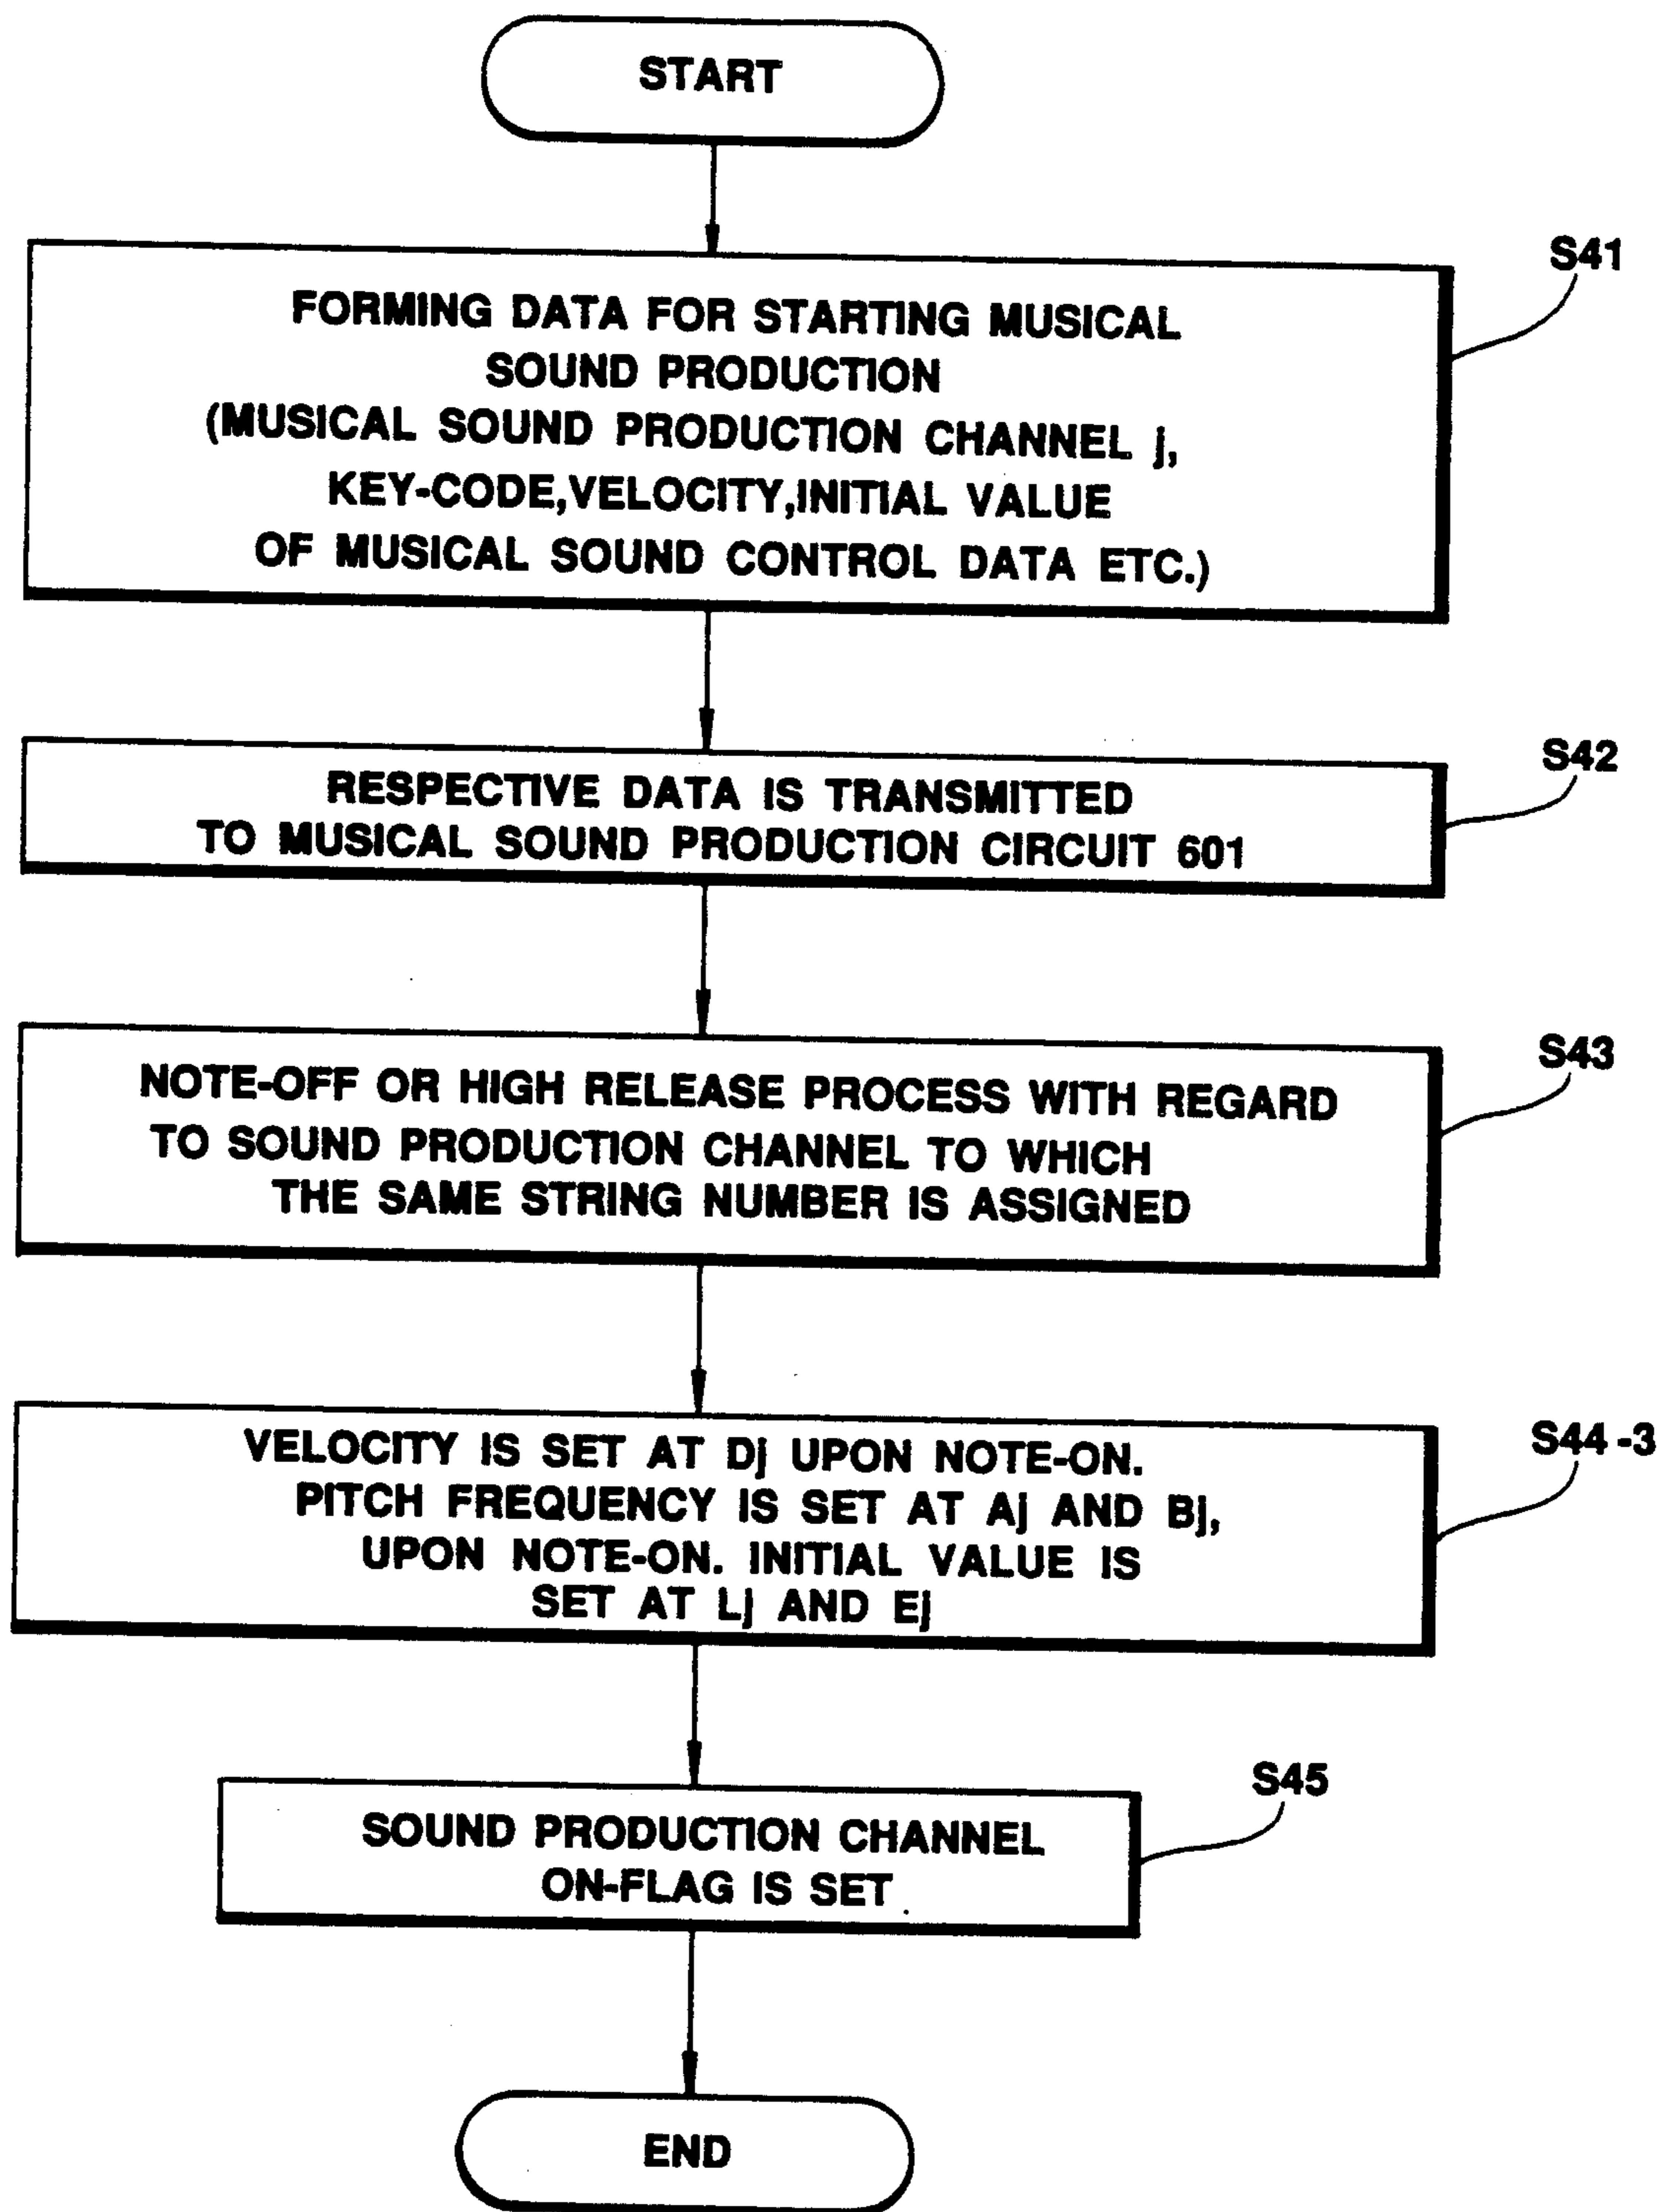 START
S41
FORMING DATA FOR STARTING MUSICAL
SOUND PRODUCTION
(MUSICAL SOUND PRODUCTION CHANNEL j,
KEY-CODE,VELOCITY,INITIAL VALUE
OF MUSICAL SOUND CONTROL DATA ETC.)
S42
RESPECTIVE DATA IS TRANSMITTED
TO MUSICAL SOUND PRODUCTION CIRCUIT 601
S43
NOTE-OFF OR HIGH RELEASE PROCESS WITH REGARD
TO SOUND PRODUCTION CHANNEL TO WHICH
THE SAME STRING NUMBER IS ASSIGNED
S44-3
VELOCITY IS SET AT Dj UPON NOTE-ON.
PITCH FREQUENCY IS SET AT Aj AND Bj,
UPON NOTE-ON. INITIAL VALUE IS
SET AT Lj AND Ej
S45
SOUND PRODUCTION CHANNEL
ON-FLAG IS SET
END